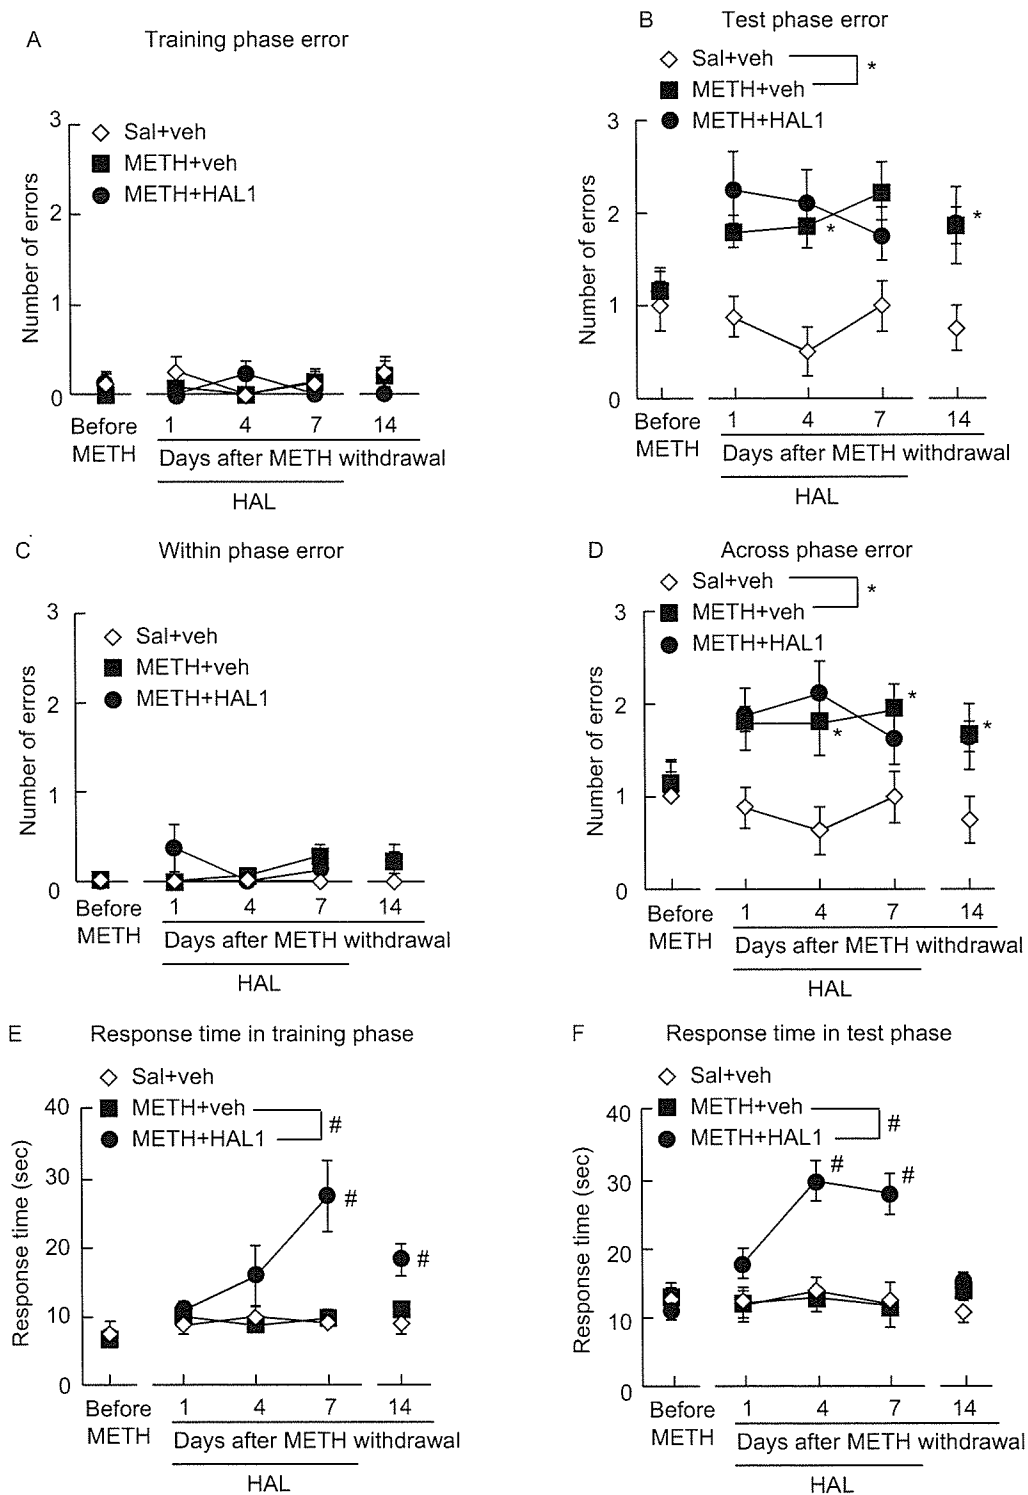 A Training phase error
Sal+veh
METH+veh
METH+HAL1
Number of errors
3
2
1
0
Before METH
1 4 7 14
Days after METH withdrawal
HAL
B Test phase error
Sal+veh
*
METH+veh
METH+HAL1
Number of errors
3
2
1
0
*
*
Before METH
1 4 7 14
Days after METH withdrawal
HAL
C Within phase error
Sal+veh
METH+veh
METH+HAL1
Number of errors
3
2
1
0
Before METH
1 4 7 14
Days after METH withdrawal
HAL
D Across phase error
Sal+veh
*
METH+veh
METH+HAL1
Number of errors
3
2
1
0
*
*
*
Before METH
1 4 7 14
Days after METH withdrawal
HAL
E Response time in training phase
Sal+veh
METH+veh
#
METH+HAL1
Response time (sec)
40
30
20
10
0
#
#
Before METH
1 4 7 14
Days after METH withdrawal
HAL
F Response time in test phase
Sal+veh
METH+veh
#
METH+HAL1
Response time (sec)
40
30
20
10
0
#
#
Before METH
1 4 7 14
Days after METH withdrawal
HAL